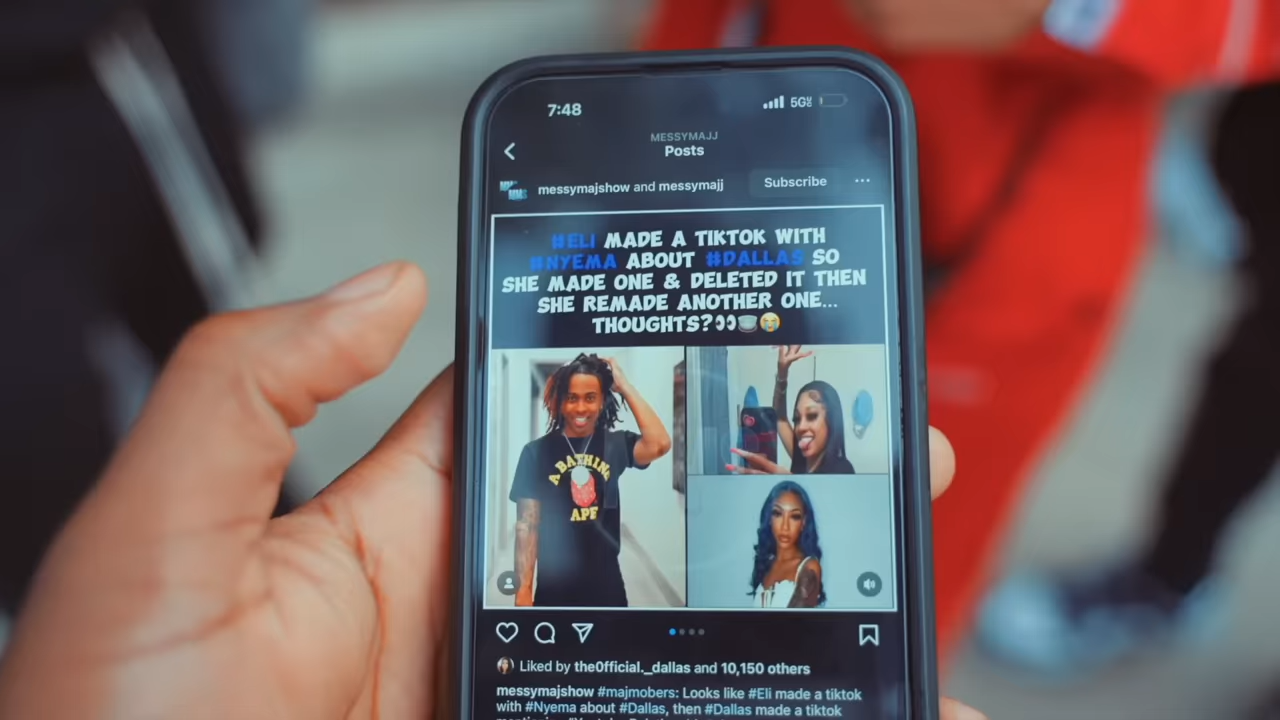 7:48
5G
MESSYMAJJ
Posts
messymajshow and messymajj
Subscribe
#ELI MADE A TIKTOK WITH
#NYEMA ABOUT #DALLAS SO
SHE MADE ONE & DELETED IT THEN
SHE REMADE ANOTHER ONE...
THOUGHTS?👀🥁😭
A BATHING
APE
Liked by the0fficial._dallas and 10,150 others
messymajshow #majmobers: Looks like #Eli made a tiktok
with #Nyema about #Dallas, then #Dallas made a tiktok